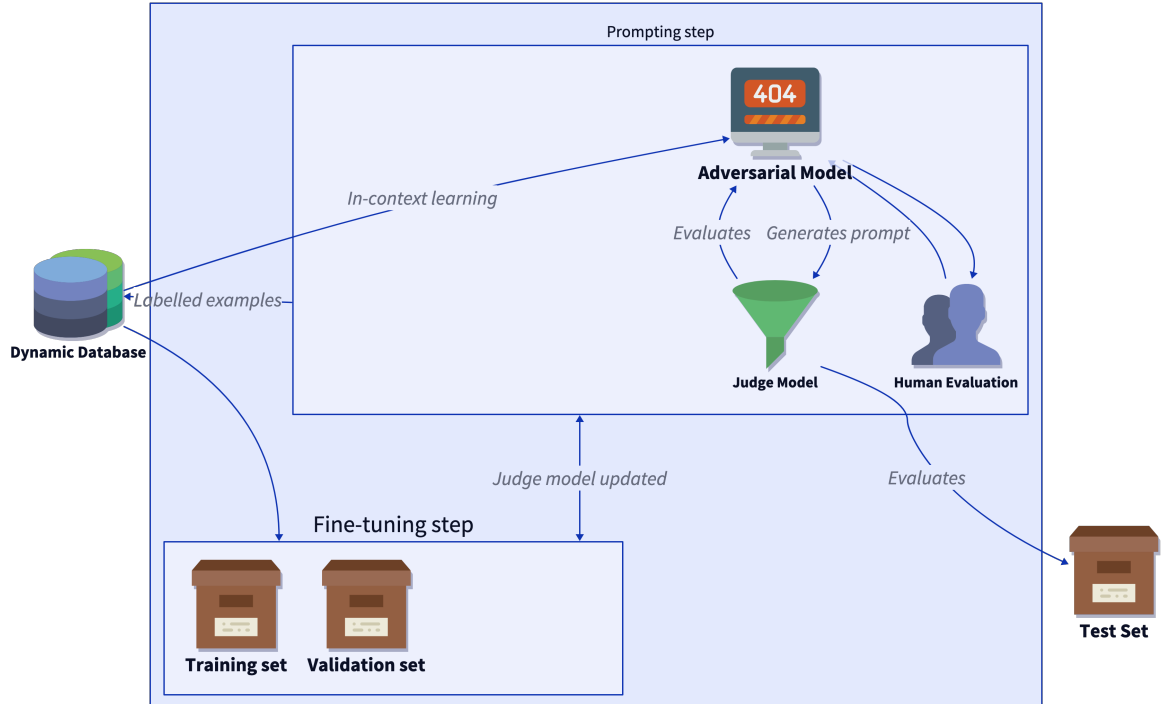 Prompting step
404
Adversarial Model
In-context learning
Evaluates
Generates prompt
Labelled examples
Dynamic Database
Judge Model
Human Evaluation
Judge model updated
Evaluates
Fine-tuning step
Training set
Validation set
Test Set